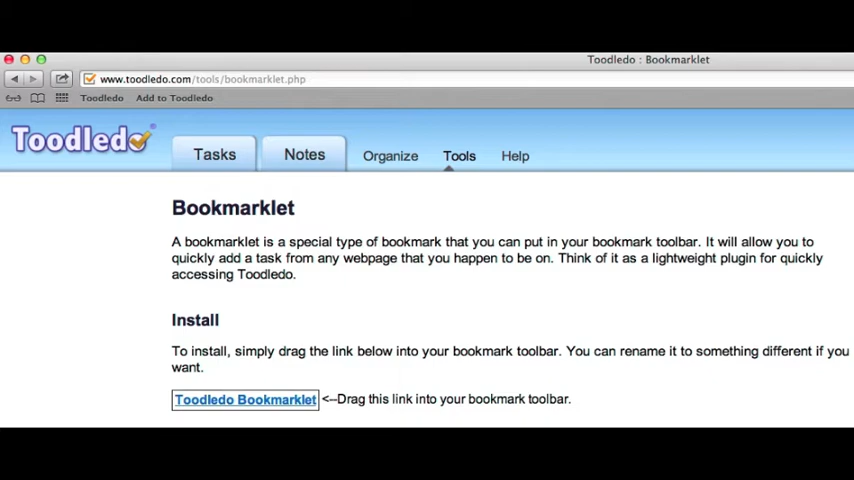 Toodledo : Bookmarklet
www.toodledo.com/tools/bookmarklet.php
Toodledo Add to Toodledo
Toodledo
Tasks Notes Organize Tools Help
Bookmarklet
A bookmarklet is a special type of bookmark that you can put in your bookmark toolbar. It will allow you to
quickly add a task from any webpage that you happen to be on. Think of it as a lightweight plugin for quickly
accessing Toodledo.
Install
To install, simply drag the link below into your bookmark toolbar. You can rename it to something different if you
want.
Toodledo Bookmarklet <--Drag this link into your bookmark toolbar.